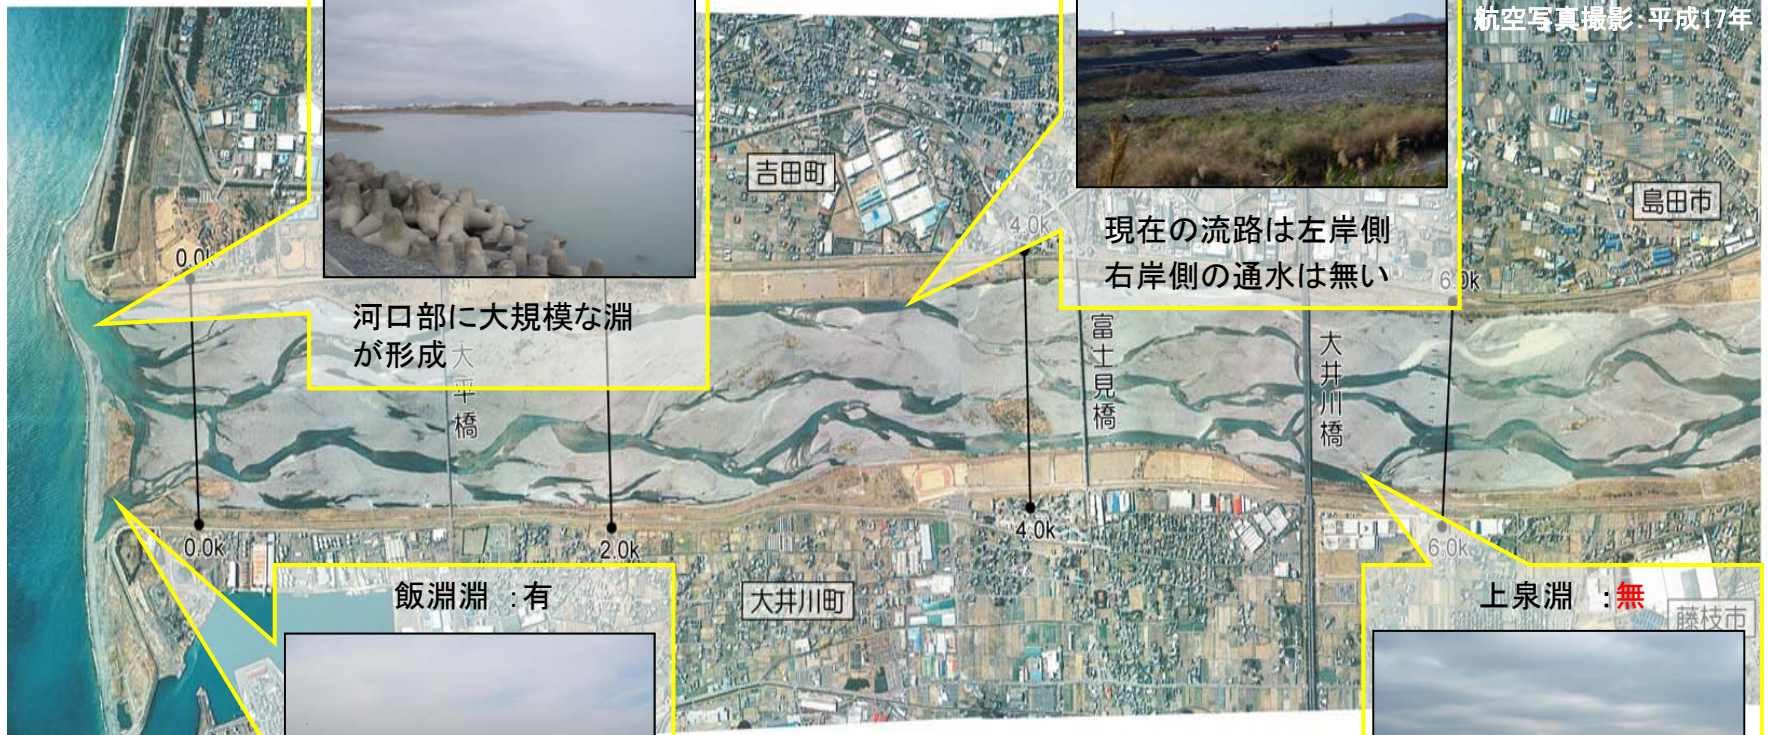 航空写真撮影:平成17年
吉田町
島田市
現在の流路は左岸側
右岸側の通水は無い
4.0k
0.0k
6.0k
河口部に大規模な淵
が形成
大平橋
富士見橋
大井川橋
0.0k
2.0k
4.0k
6.0k
飯淵淵 :有
大井川町
上泉淵 :無
藤枝市